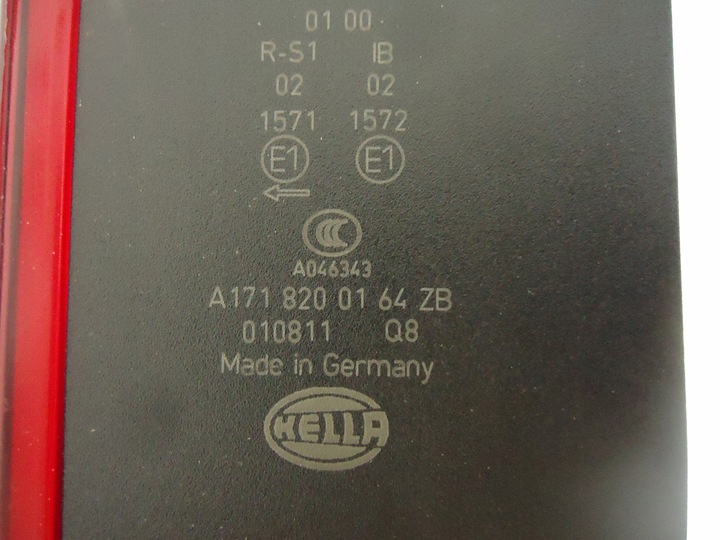 01 00
R-S1 IB
02 02
1571 1572
E1 E1
CCC
A046343
A171 820 01 64 ZB
010811 Q8
Made in Germany
HELLA